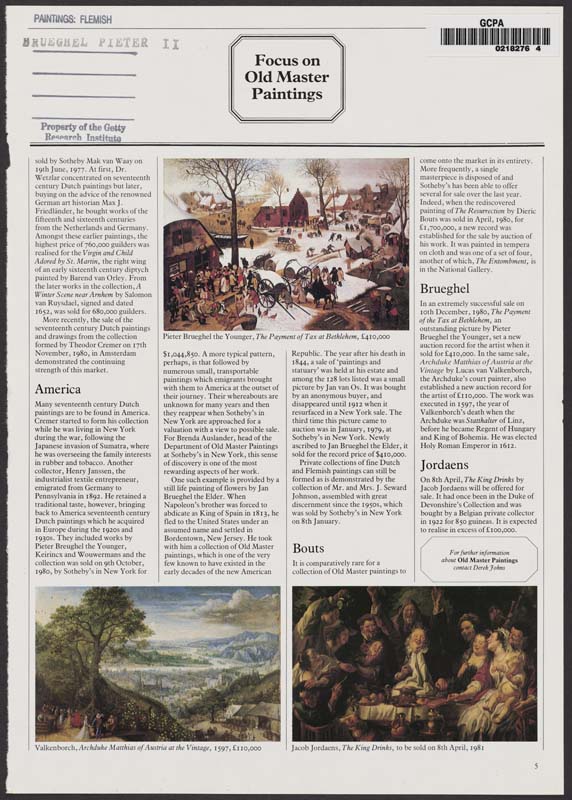 PAINTINGS: FLEMISH
BRUEGHEL PIETER II
Property of the Getty
Research Institute
GCPA
0218276 4
Focus on
Old Master
Paintings
sold by Sotheby Mak van Waay on
19th June, 1977. At first, Dr.
Wetzlar concentrated on seventeenth
century Dutch paintings but later,
buying on the advice of the renowned
German art historian Max J.
Friedländer, he bought works of the
fifteenth and sixteenth centuries
from the Netherlands and Germany.
Amongst these earlier paintings, the
highest price of 760,000 guilders was
realised for the Virgin and Child
Adored by St. Martin, the right wing
of an early sixteenth century diptych
painted by Barend van Orley. From
the later works in the collection, A
Winter Scene near Arnhem by Salomon
van Ruysdael, signed and dated
1652, was sold for 680,000 guilders.
More recently, the sale of the
seventeenth century Dutch paintings
and drawings from the collection
formed by Theodor Cremer on 17th
November, 1980, in Amsterdam
demonstrated the continuing
strength of this market.
America
Many seventeenth century Dutch
paintings are to be found in America.
Cremer started to form his collection
while he was living in New York
during the war, following the
Japanese invasion of Sumatra, where
he was overseeing the family interests
in rubber and tobacco. Another
collector, Henry Janssen, the
industrialist textile entrepreneur,
emigrated from Germany to
Pennsylvania in 1892. He retained a
traditional taste, however, bringing
back to America seventeenth century
Dutch paintings which he acquired
in Europe during the 1920s and
1930s. They included works by
Pieter Breughel the Younger,
Keirincx and Wouwermans and the
collection was sold on 9th October,
1980, by Sotheby's in New York for
Pieter Brueghel the Younger, The Payment of Tax at Bethlehem, £410,000
$1,044,850. A more typical pattern,
perhaps, is that followed by
numerous small, transportable
paintings which emigrants brought
with them to America at the outset of
their journey. Their whereabouts are
unknown for many years and then
they reappear when Sotheby's in
New York are approached for a
valuation with a view to possible sale.
For Brenda Auslander, head of the
Department of Old Master Paintings
at Sotheby's in New York, this sense
of discovery is one of the most
rewarding aspects of her work.
One such example is provided by a
still life painting of flowers by Jan
Brueghel the Elder. When
Napoleon's brother was forced to
abdicate as King of Spain in 1813, he
fled to the United States under an
assumed name and settled in
Bordentown, New Jersey. He took
with him a collection of Old Master
Paintings, which is one of the very
few known to have existed in the
early decades of the new American
Republic. The year after his death in
1844, a sale of 'paintings and
statuary' was held at his estate and
among the 128 lots listed was a small
picture by Jan van Os. It was bought
by an anonymous buyer, and
disappeared until 1912 when it
resurfaced in a New York sale. The
third time this picture came to
auction was in January, 1979, at
Sotheby's in New York. Newly
ascribed to Jan Brueghel the Elder, it
sold for the record price of $410,000.
Private collections of fine Dutch
and Flemish paintings can still be
formed as is demonstrated by the
collection of Mr. and Mrs. J. Seward
Johnson, assembled with great
discernment since the 1950s, which
was sold by Sotheby's in New York
on 8th January.
Bouts
It is comparatively rare for a
collection of Old Master paintings to
come onto the market in its entirety.
More frequently, a single
masterpiece is disposed of and
Sotheby's has been able to offer
several for sale over the last year.
Indeed, when the rediscovered
painting of The Resurrection by Dieric
Bouts was sold in April, 1980, for
£1,700,000, a new record was
established for the sale by auction of
his work. It was painted in tempera
on cloth and was one of a set of four,
another of which, The Entombment, is
in the National Gallery.
Brueghel
In an extremely successful sale on
10th December, 1980, The Payment
of the Tax at Bethlehem, an
outstanding picture by Pieter
Brueghel the Younger, set a new
auction record for the artist when it
sold for £410,000. In the same sale,
Archduke Matthias of Austria at the
Vintage by Lucas van Valkenborch,
the Archduke's court painter, also
established a new auction record for
the artist of £110,000. The work was
executed in 1597, the year of
Valkenborch's death when the
Archduke was Statthalter of Linz,
before he became Regent of Hungary
and King of Bohemia. He was elected
Holy Roman Emperor in 1612.
Jordaens
On 8th April, The King Drinks by
Jacob Jordaens will be offered for
sale. It had once been in the Duke of
Devonshire's Collection and was
bought by a Belgian private collector
in 1922 for 850 guineas. It is expected
to realise in excess of £100,000.
For further information
about Old Master Paintings
contact Derek Johns
Valkenborch, Archduke Matthias of Austria at the Vintage, 1597, £110,000
Jacob Jordaens, The King Drinks, to be sold on 8th April, 1981
5